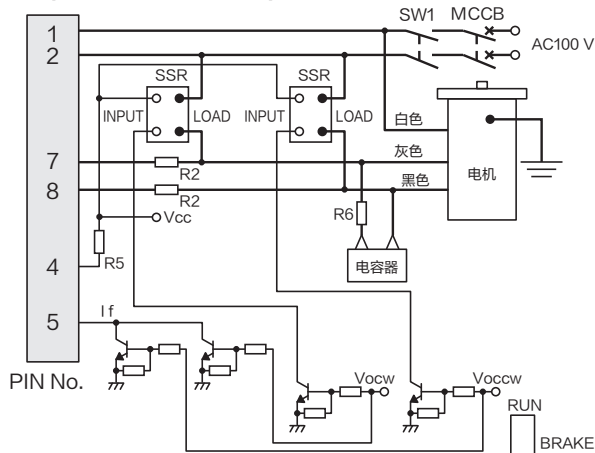 SW1 MCCB
1
AC100 V
2
SSR SSR
INPUT LOAD INPUT LOAD
白色
灰色
7
R2
电机
黑色
8
R2
Vcc
R6
R5
电容器
4
If
5
PIN No.
Vocw Voccw
RUN
BRAKE